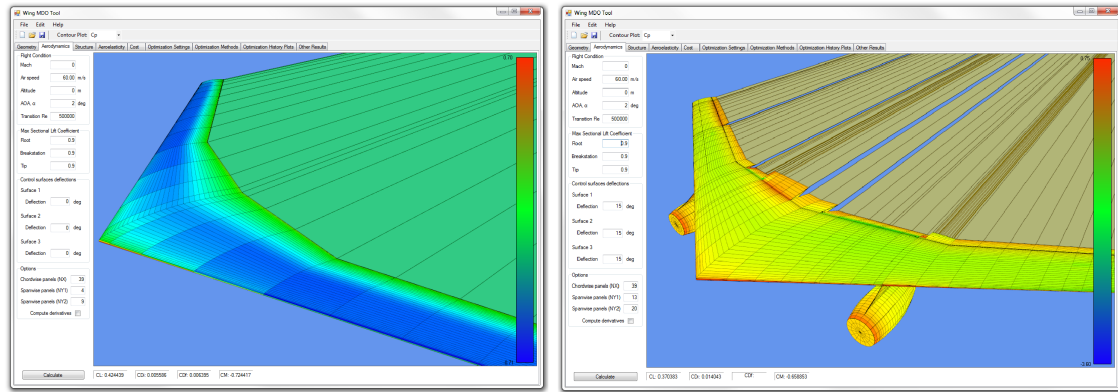 Wing MDO Tool
File Edit Help
Contour Plot: Cp
Geometry Aerodynamics Structure Aeroelasticity Cost... Optimization Settings Optimization Methods Optimization History Plots Other Results
Flight Condition
Mach 0
Air speed 60.00 m/s
Altitude 0 m
AOA, α 2 deg
Transition Re 500000
Max Sectional Lift Coefficient
Root 0.9
Breakstation 0.9
Tip 0.9
Control surfaces deflections
Surface 1
Deflection 0 deg
Surface 2
Deflection 0 deg
Surface 3
Deflection 0 deg
Options
Chordwise panels (NX) 39
Spanwise panels (NY1) 4
Spanwise panels (NY2) 9
Compute derivatives
0.70
-0.71
Calculate CL: 0.424439 CDi: 0.005586 CDf: 0.006395 CM: -0.724417
Wing MDO Tool
File Edit Help
Contour Plot: Cp
Geometry Aerodynamics Structure Aeroelasticity Cost... Optimization Settings Optimization Methods Optimization History Plots Other Results
Flight Condition
Mach 0
Air speed 60.00 m/s
Altitude 0 m
AOA, α 2 deg
Transition Re 500000
Max Sectional Lift Coefficient
Root 0.9
Breakstation 0.9
Tip 0.9
Control surfaces deflections
Surface 1
Deflection 15 deg
Surface 2
Deflection 15 deg
Surface 3
Deflection 15 deg
Options
Chordwise panels (NX) 39
Spanwise panels (NY1) 13
Spanwise panels (NY2) 20
Compute derivatives
0.75
Calculate CL: 0.370383 CDi: 0.014043 CDf: CM: -0.658853